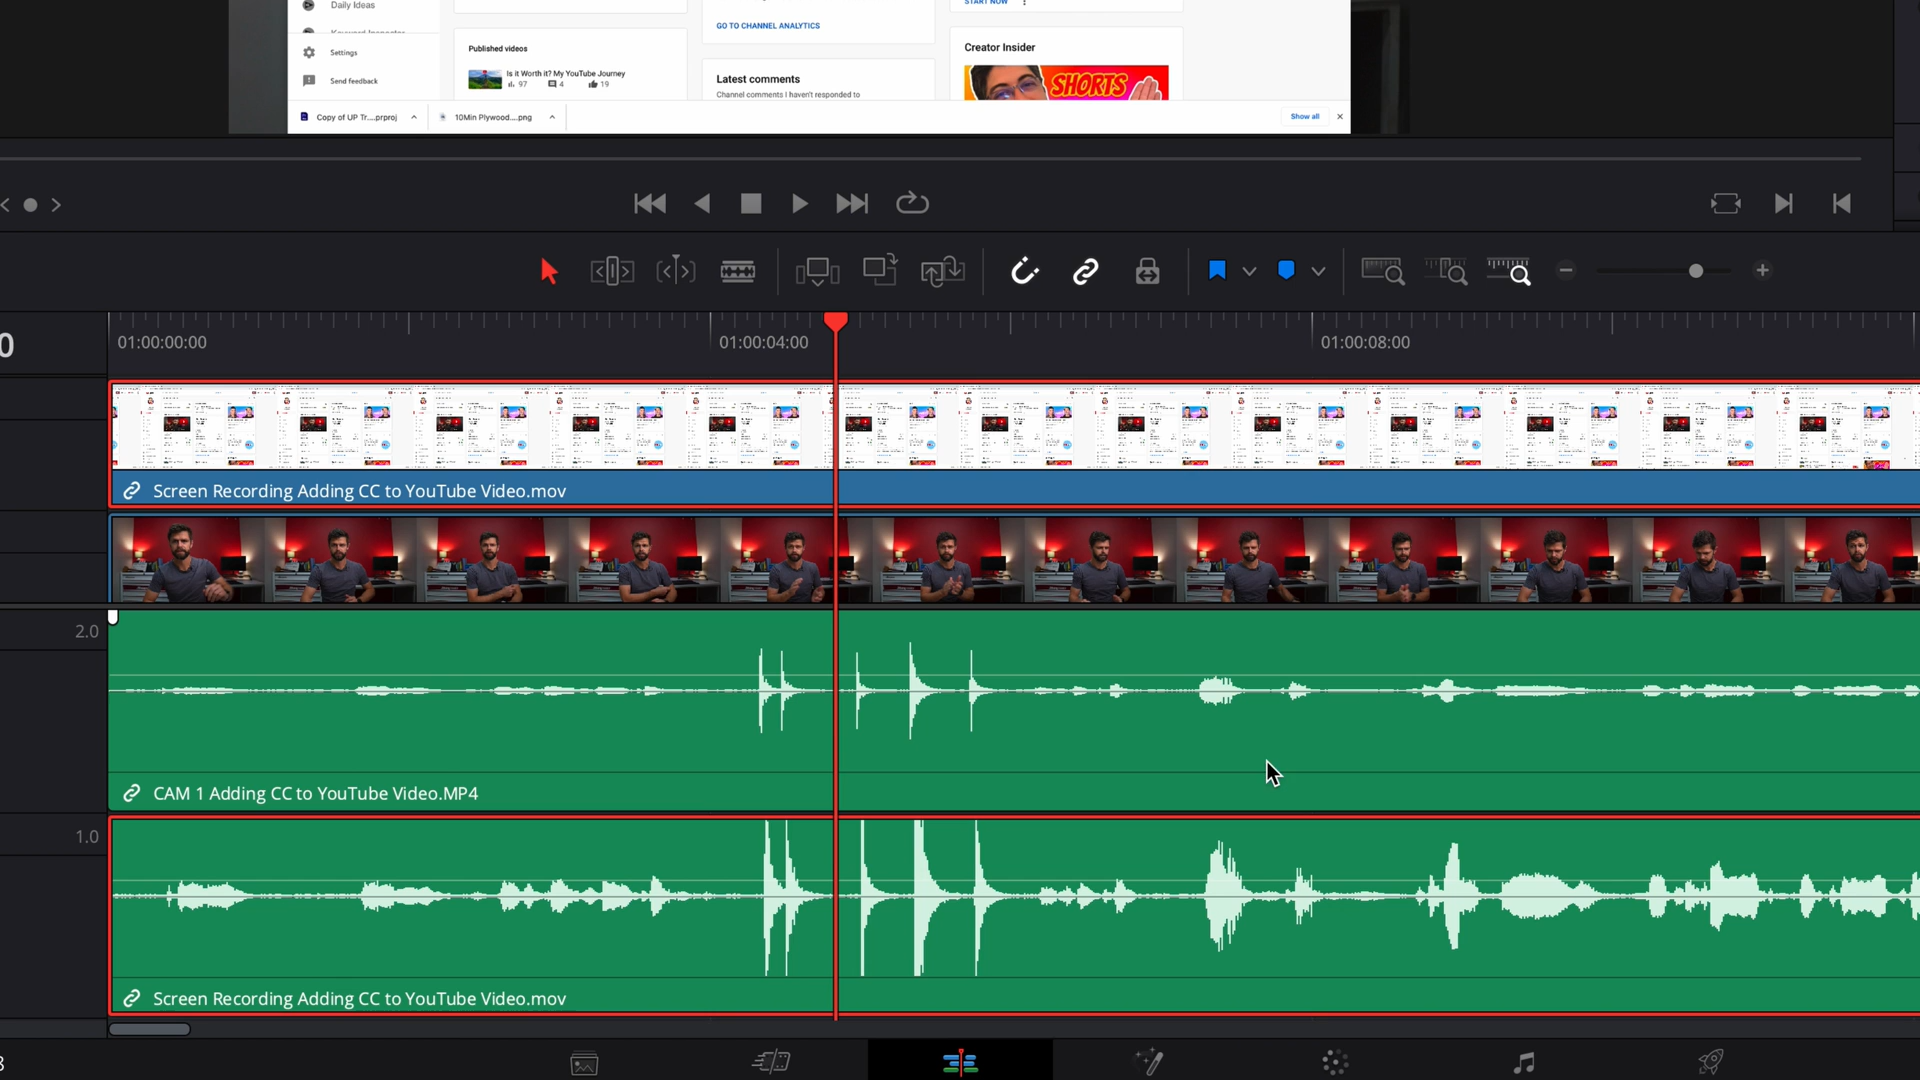 Daily Ideas
Settings
Send feedback
Published videos
Is it Worth it? My YouTube Journey
97 4 19
GO TO CHANNEL ANALYTICS
Latest comments
Channel comments I haven't responded to
START NOW
Creator Insider
SHORTS
Copy of UP Tr....prproj
10Min Plywood....png
Show all
01:00:00:00
01:00:04:00
01:00:08:00
Screen Recording Adding CC to YouTube Video.mov
2.0
CAM 1 Adding CC to YouTube Video.MP4
1.0
Screen Recording Adding CC to YouTube Video.mov